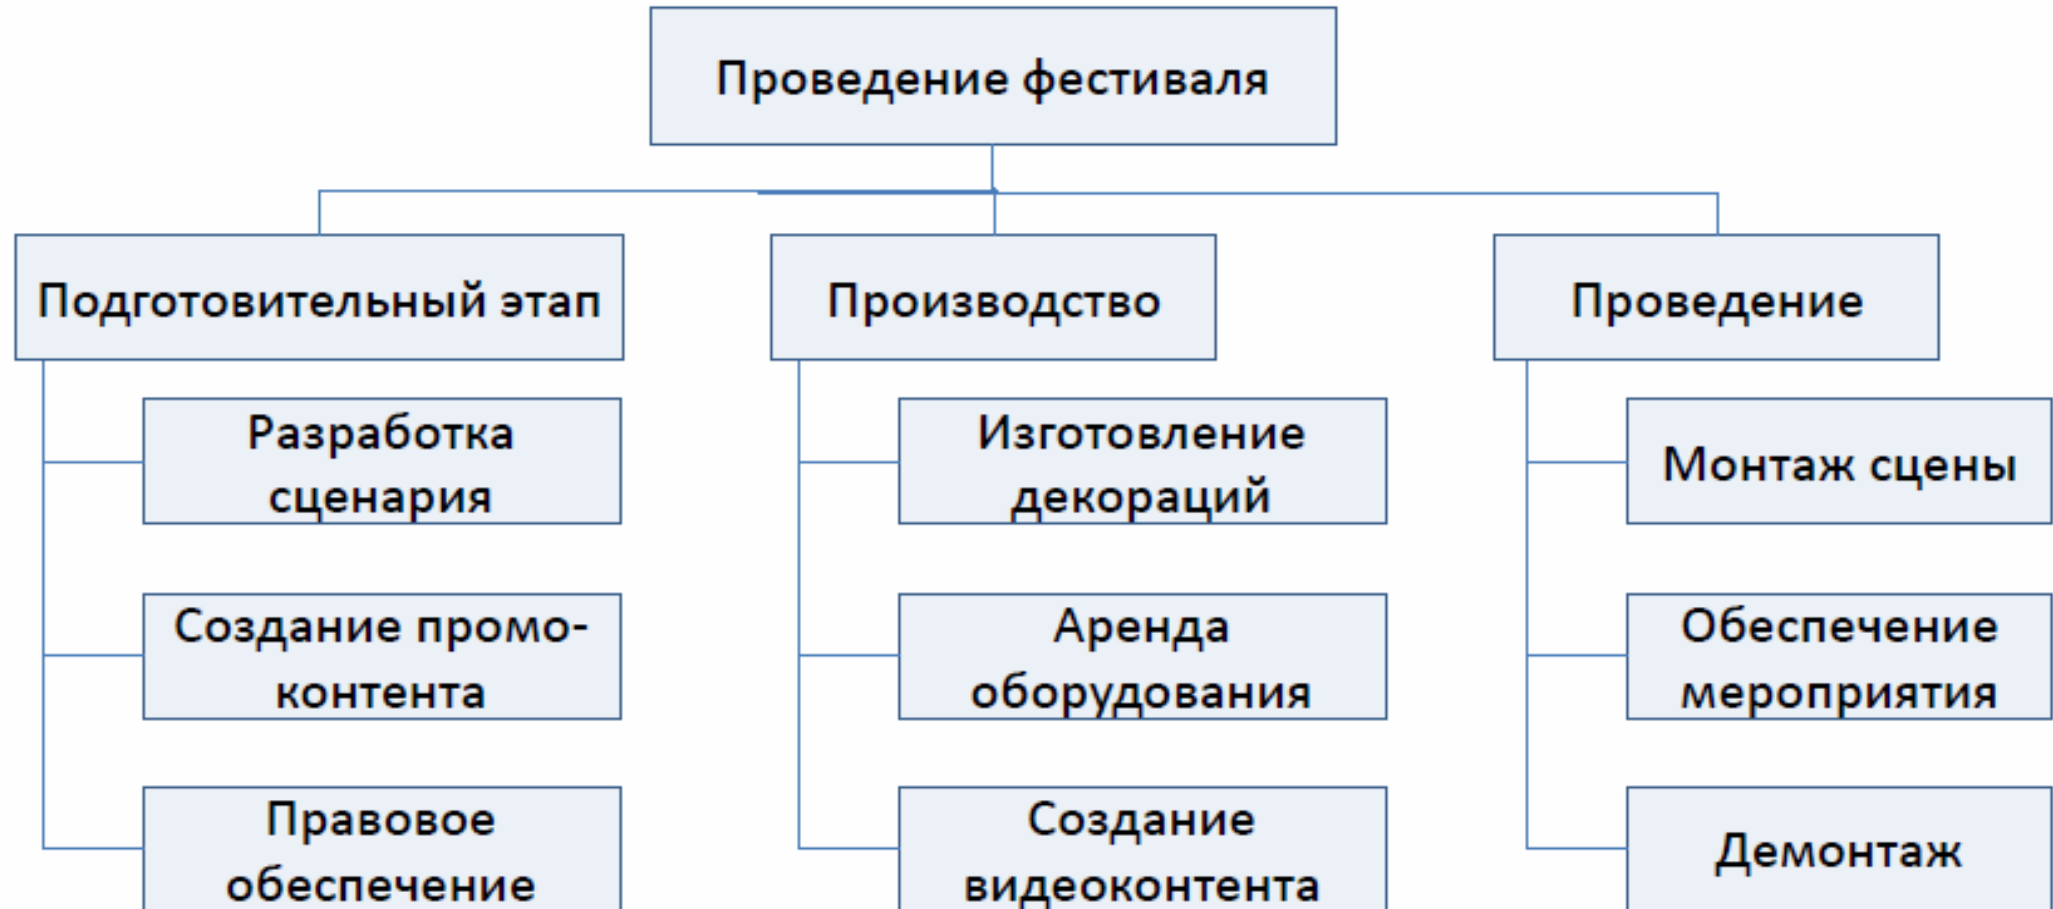 Проведение фестиваля
Подготовительный этап
Производство
Проведение
Разработка
сценария
Изготовление
декораций
Монтаж сцены
Создание промо-
контента
Аренда
оборудования
Обеспечение
мероприятия
Правовое
обеспечение
Создание
видеоконтента
Демонтаж